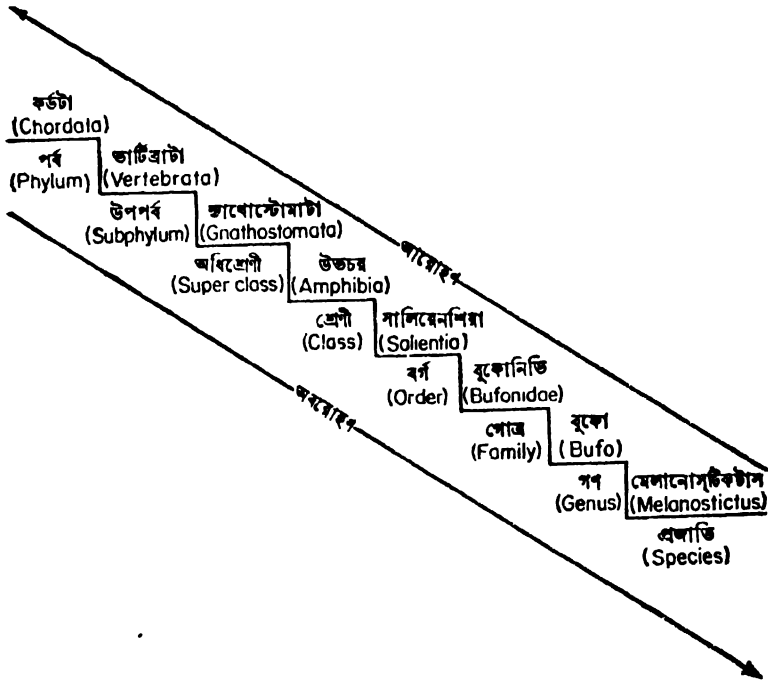 কর্ডটা
(Chordata)
পর্ব
(Phylum)
ভার্টিব্রাটা
(Vertebrata)
উপপর্ব
(Subphylum)
ন্যাথোস্টোমাটা
(Gnathostomata)
অধিশ্রেণী
(Super class)
উভচর
(Amphibia)
শ্রেণী
(Class)
সালিয়েনশিয়া
(Salientia)
বর্গ
(Order)
বুফোনিডি
(Bufonidae)
গোত্র
(Family)
বুফো
(Bufo)
গণ
(Genus)
মেলানোস্টিকটাস
(Melanostictus)
প্রজাতি
(Species)
আরোহণ
অবরোহণ